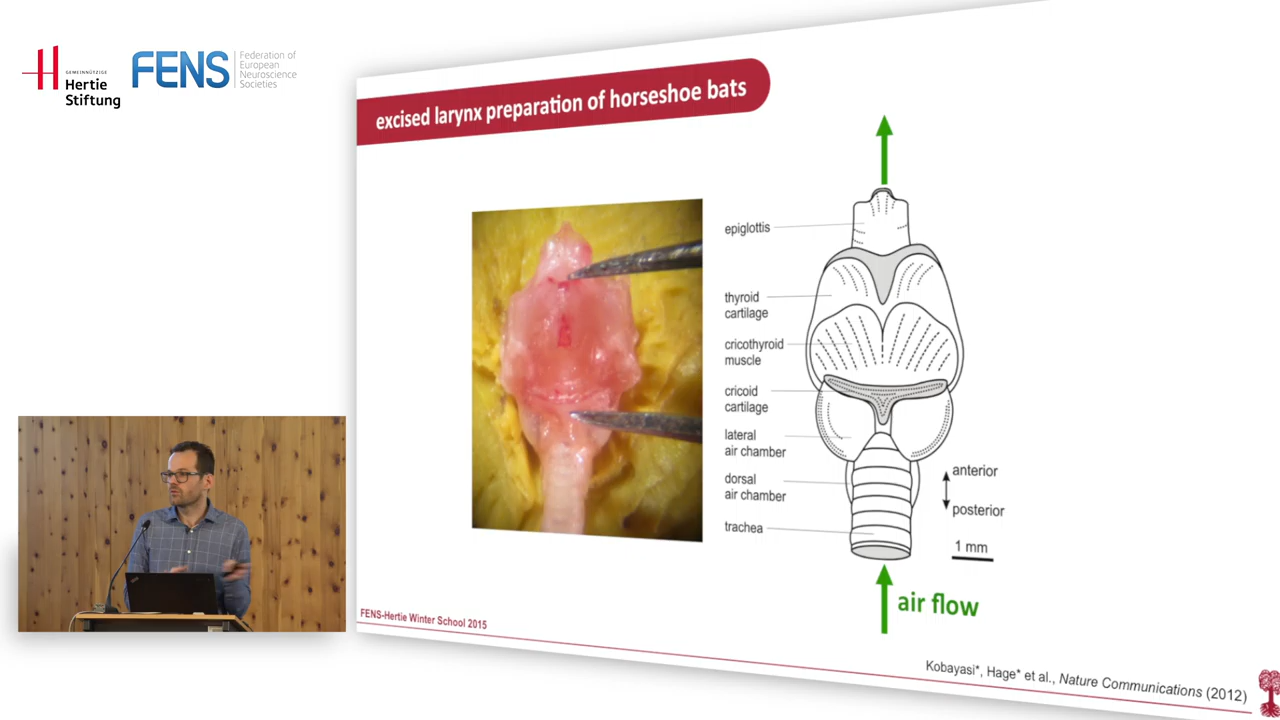 GEMEINNÜTZIGE
Hertie
Stiftung
FENS
Federation of
European
Neuroscience
Societies
excised larynx preparation of horseshoe bats
epiglottis
thyroid
cartilage
cricothyroid
muscle
cricoid
cartilage
lateral
air chamber
dorsal
air chamber
trachea
anterior
posterior
1 mm
air flow
FENS-Hertie Winter School 2015
Kobayasi*, Hage* et al., Nature Communications (2012)